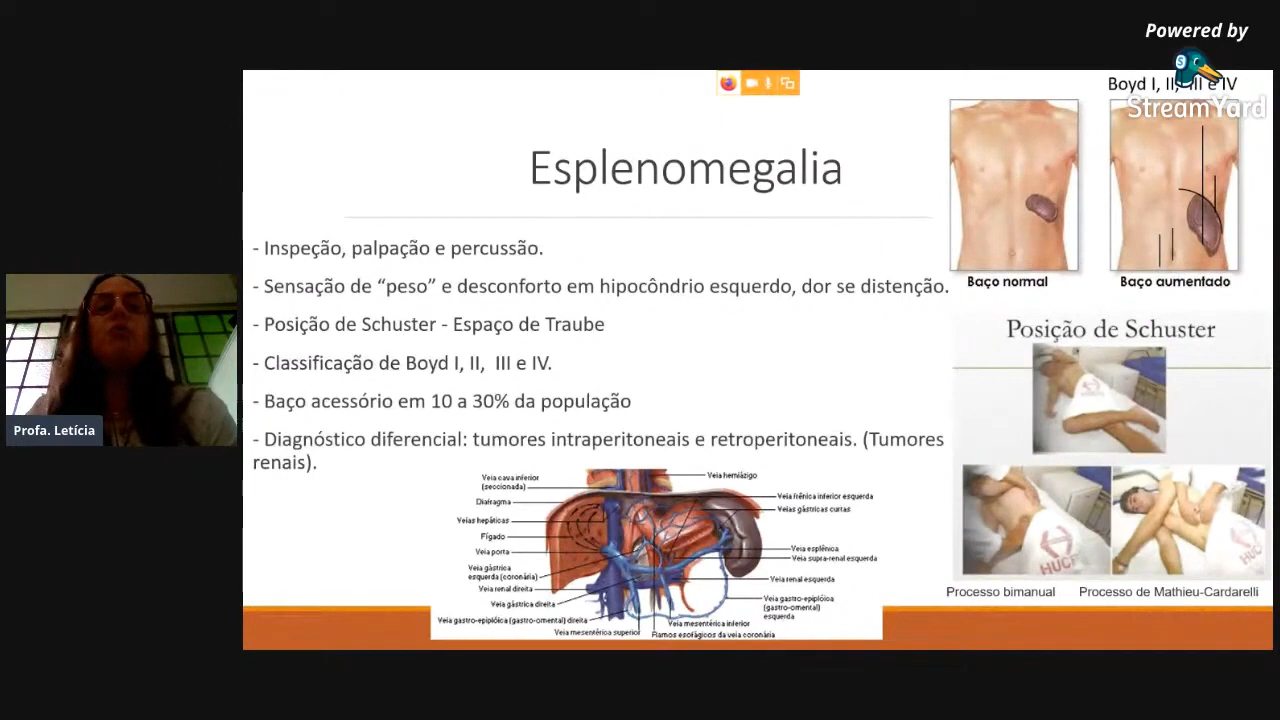 Powered by
StreamYard
Boyd I, II, III e IV
Esplenomegalia
- Inspeção, palpação e percussão.
- Sensação de “peso” e desconforto em hipocôndrio esquerdo, dor se distenção.
- Posição de Schuster - Espaço de Traube
- Classificação de Boyd I, II, III e IV.
- Baço acessório em 10 a 30% da população
- Diagnóstico diferencial: tumores intraperitoneais e retroperitoneais. (Tumores
renais).
Baço normal
Baço aumentado
Posição de Schuster
HUCF
Processo bimanual
Processo de Mathieu-Cardarelli
Profa. Letícia
Veia cava inferior
(seccionada)
Diafragma
Veias hepáticas
Fígado
Veia porta
Veia gástrica
esquerda (coronária)
Veia renal direita
Veia gástrica direita
Veia gastro-epiplóica (gastro-omental) direita
Veia mesentérica superior
Veia hemiázigo
Veia frênica inferior esquerda
Veias gástricas curtas
Veia esplênica
Veia supra-renal esquerda
Veia renal esquerda
Veia gastro-epiplóica
(gastro-omental)
esquerda
Veia mesentérica inferior
Ramos esofágicos da veia coronária